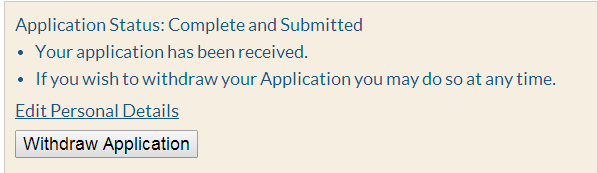 Application Status: Complete and Submitted
• Your application has been received.
• If you wish to withdraw your Application you may do so at any time.
Edit Personal Details
Withdraw Application